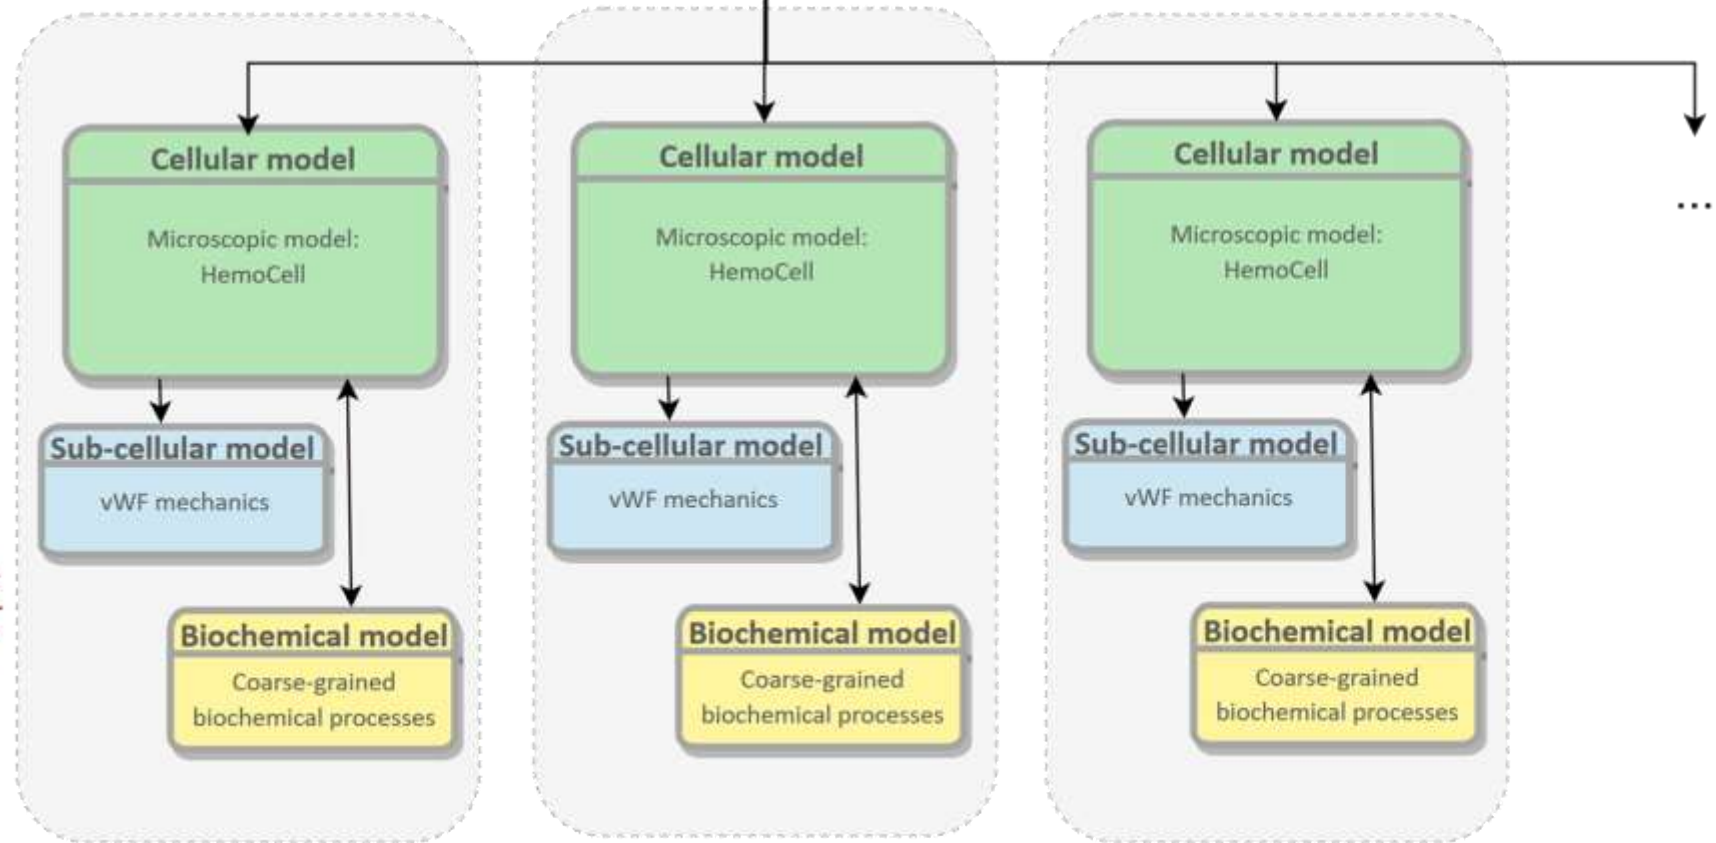 Cellular model
Microscopic model:
HemoCell
Sub-cellular model
vWF mechanics
Biochemical model
Coarse-grained
biochemical processes
Cellular model
Microscopic model:
HemoCell
Sub-cellular model
vWF mechanics
Biochemical model
Coarse-grained
biochemical processes
Cellular model
Microscopic model:
HemoCell
Sub-cellular model
vWF mechanics
Biochemical model
Coarse-grained
biochemical processes
...